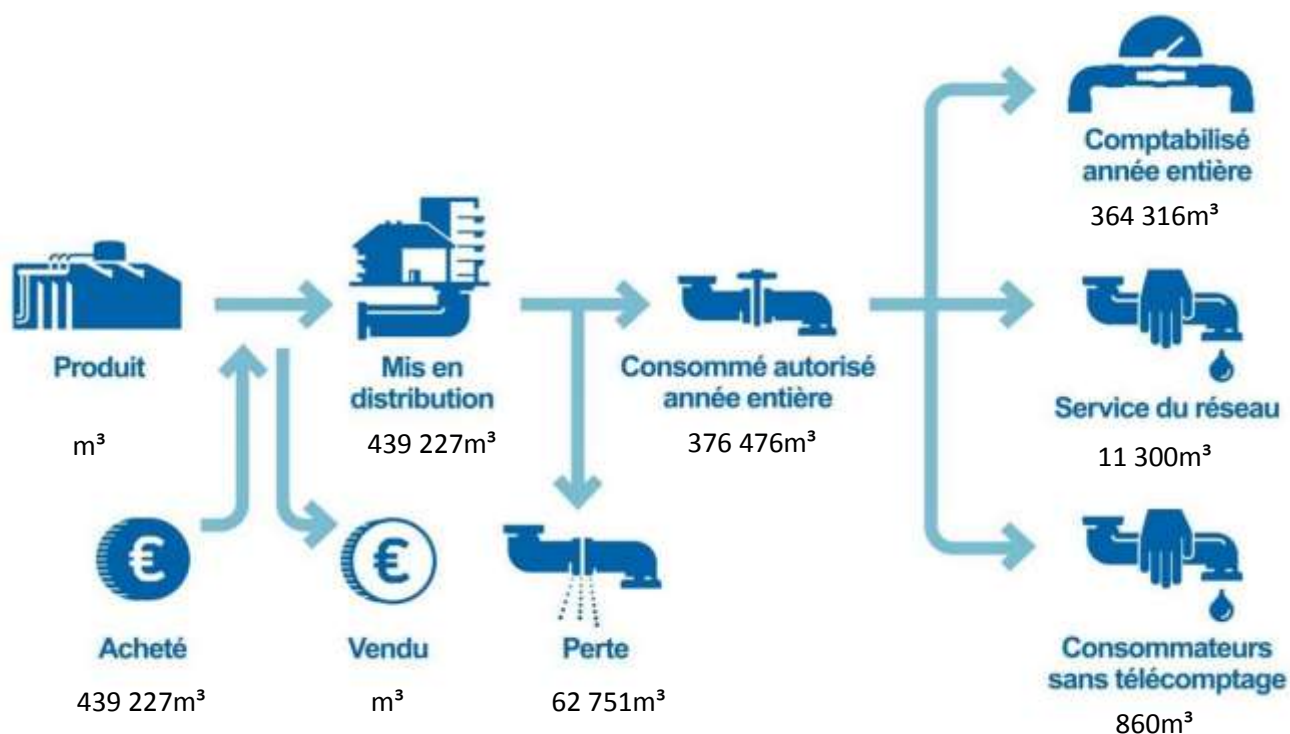 Comptabilisé
année entière
364 316m³
Produit
m³
Mis en
distribution
439 227m³
Consommé autorisé
année entière
376 476m³
Service du réseau
11 300m³
€
Acheté
439 227m³
€
Vendu
m³
Perte
62 751m³
Consommateurs
sans télécomptage
860m³